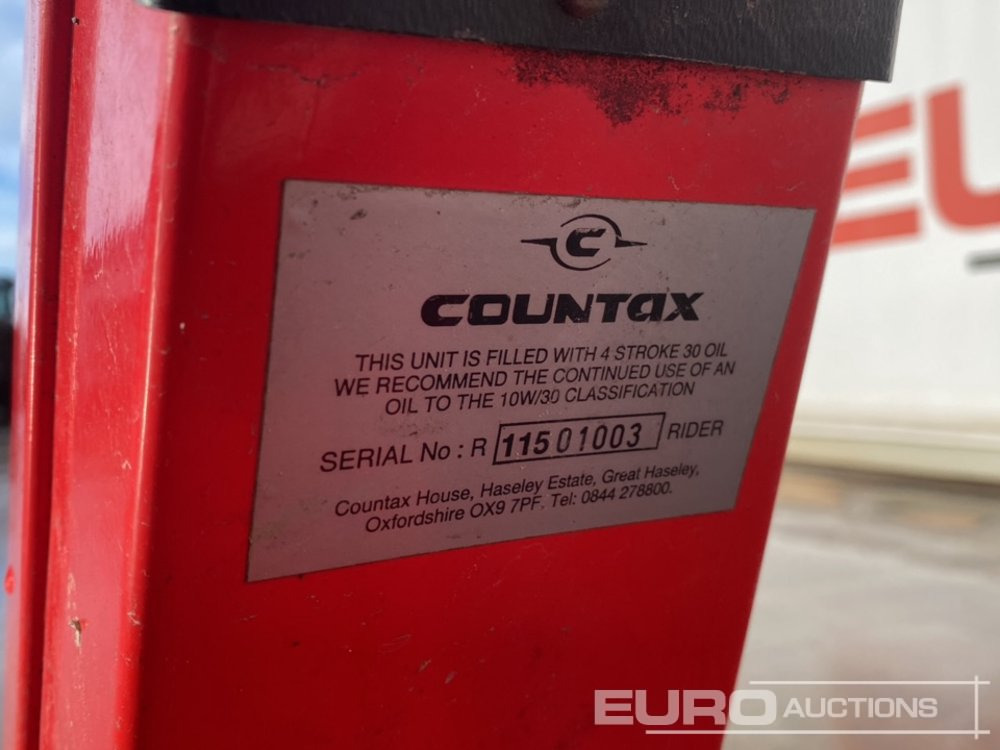 EU
C
COUNTAX
THIS UNIT IS FILLED WITH 4 STROKE 30 OIL
WE RECOMMEND THE CONTINUED USE OF AN
OIL TO THE 10W/30 CLASSIFICATION
SERIAL No : R 11501003 RIDER
Countax House, Haseley Estate, Great Haseley,
Oxfordshire OX9 7PF. Tel: 0844 278800.
EURO AUCTIONS